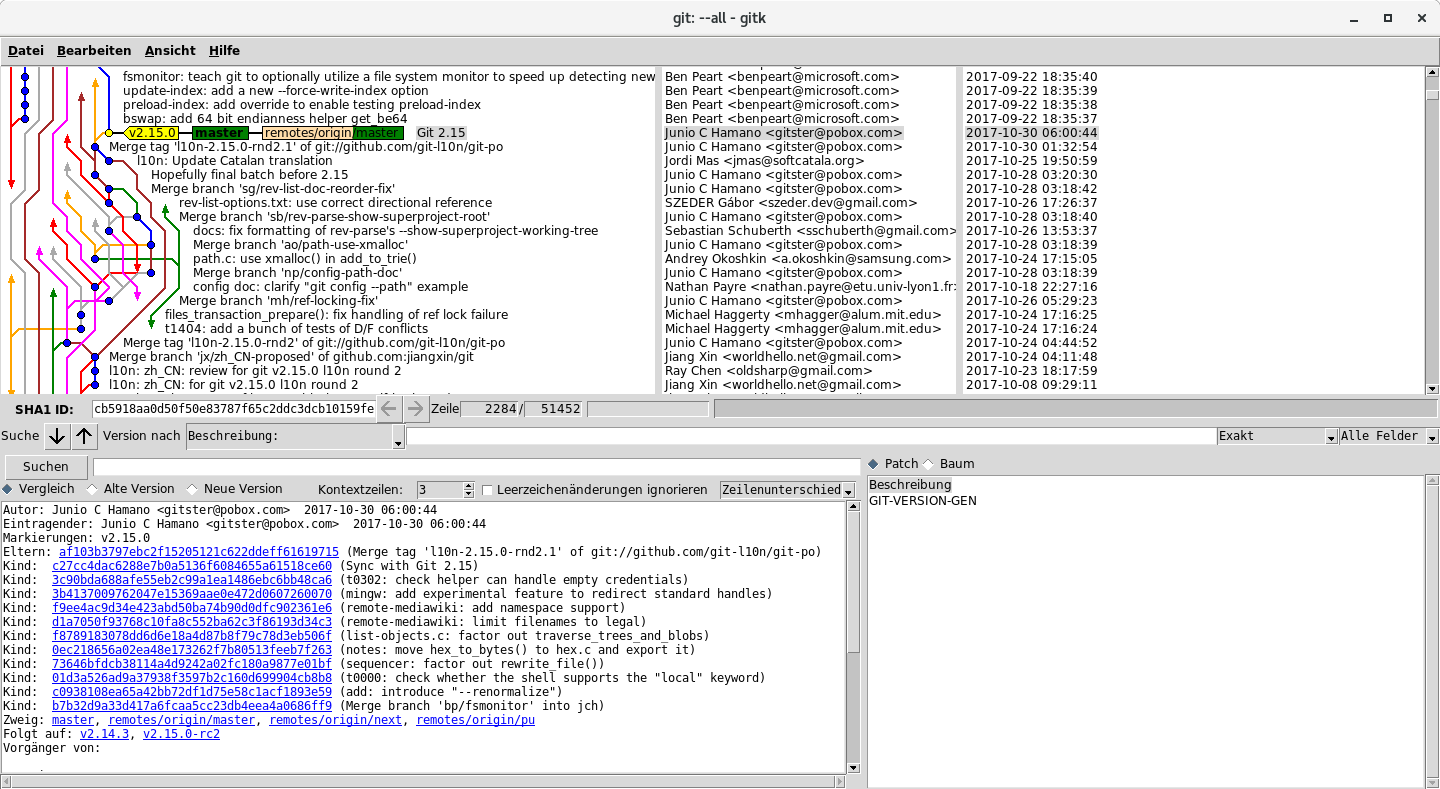 git: --all - gitk
Datei Bearbeiten Ansicht Hilfe
fsmonitor: teach git to optionally utilize a file system monitor to speed up detecting new Ben Peart <benpeart@microsoft.com> 2017-09-22 18:35:40
update-index: add a new --force-write-index option Ben Peart <benpeart@microsoft.com> 2017-09-22 18:35:39
preload-index: add override to enable testing preload-index Ben Peart <benpeart@microsoft.com> 2017-09-22 18:35:38
bswap: add 64 bit endianness helper get_be64 Ben Peart <benpeart@microsoft.com> 2017-09-22 18:35:37
v2.15.0 master remotes/origin/master Git 2.15 Junio C Hamano <gitster@pobox.com> 2017-10-30 06:00:44
Merge tag 'l10n-2.15.0-rnd2.1' of git://github.com/git-l10n/git-po Junio C Hamano <gitster@pobox.com> 2017-10-30 01:32:54
l10n: Update Catalan translation Jordi Mas <jmas@softcatala.org> 2017-10-25 19:50:59
Hopefully final batch before 2.15 Junio C Hamano <gitster@pobox.com> 2017-10-28 03:20:30
Merge branch 'sg/rev-list-doc-reorder-fix' Junio C Hamano <gitster@pobox.com> 2017-10-28 03:18:42
rev-list-options.txt: use correct directional reference SZEDER Gábor <szeder.dev@gmail.com> 2017-10-26 17:26:37
Merge branch 'sb/rev-parse-show-superproject-root' Junio C Hamano <gitster@pobox.com> 2017-10-28 03:18:40
docs: fix formatting of rev-parse's --show-superproject-working-tree Sebastian Schuberth <sschuberth@gmail.com> 2017-10-26 13:53:37
Merge branch 'ao/path-use-xmalloc' Junio C Hamano <gitster@pobox.com> 2017-10-28 03:18:39
path.c: use xmalloc() in add_to_trie() Andrey Okoshkin <a.okoshkin@samsung.com> 2017-10-24 17:15:05
Merge branch 'np/config-path-doc' Junio C Hamano <gitster@pobox.com> 2017-10-28 03:18:39
config doc: clarify "git config --path" example Nathan Payre <nathan.payre@etu.univ-lyon1.fr> 2017-10-18 22:27:16
Merge branch 'mh/ref-locking-fix' Junio C Hamano <gitster@pobox.com> 2017-10-26 05:29:23
files_transaction_prepare(): fix handling of ref lock failure Michael Haggerty <mhagger@alum.mit.edu> 2017-10-24 17:16:25
t1404: add a bunch of tests of D/F conflicts Michael Haggerty <mhagger@alum.mit.edu> 2017-10-24 17:16:24
Merge tag 'l10n-2.15.0-rnd2' of git://github.com/git-l10n/git-po Junio C Hamano <gitster@pobox.com> 2017-10-24 04:44:52
Merge branch 'jx/zh_CN-proposed' of github.com:jiangxin/git Jiang Xin <worldhello.net@gmail.com> 2017-10-24 04:11:48
l10n: zh_CN: review for git v2.15.0 l10n round 2 Ray Chen <oldsharp@gmail.com> 2017-10-23 18:17:59
l10n: zh_CN: for git v2.15.0 l10n round 2 Jiang Xin <worldhello.net@gmail.com> 2017-10-08 09:29:11
SHA1 ID: cb5918aa0d50f50e83787f65c2ddc3dcb10159fe Zeile 2284 / 51452
Suche Version nach Beschreibung: Exakt Alle Felder
Suchen Patch Baum
Vergleich Alte Version Neue Version Kontextzeilen: 3 Leerzeichenänderungen ignorieren Zeilenunterschied
Beschreibung
GIT-VERSION-GEN
Autor: Junio C Hamano <gitster@pobox.com> 2017-10-30 06:00:44
Eintragender: Junio C Hamano <gitster@pobox.com> 2017-10-30 06:00:44
Markierungen: v2.15.0
Eltern: af103b3797ebc2f15205121c622ddeff61619715 (Merge tag 'l10n-2.15.0-rnd2.1' of git://github.com/git-l10n/git-po)
Kind: c27cc4dac6288e7b0a5136f6084655a61518ce60 (Sync with Git 2.15)
Kind: 3c90bda688afe55eb2c99a1ea1486ebc6bb48ca6 (t0302: check helper can handle empty credentials)
Kind: 3b4137009762047e15369aae0e472d0607260070 (mingw: add experimental feature to redirect standard handles)
Kind: f9ee4ac9d34e423abd50ba74b90d0dfc902361e6 (remote-mediawiki: add namespace support)
Kind: d1a7050f93768c10fa8c552ba62c3f86193d34c3 (remote-mediawiki: limit filenames to legal)
Kind: f8789183078dd6d6e18a4d87b8f79c78d3eb506f (list-objects.c: factor out traverse_trees_and_blobs)
Kind: 0ec218656a02ea48e173262f7b80513feeb7f263 (notes: move hex_to_bytes() to hex.c and export it)
Kind: 73646bfdcb38114a4d9242a02fc180a9877e01bf (sequencer: factor out rewrite_file())
Kind: 01d3a526ad9a37938f3597b2c160d699904cb8b8 (t0000: check whether the shell supports the "local" keyword)
Kind: c0938108ea65a42bb72df1d75e58c1acf1893e59 (add: introduce "--renormalize")
Kind: b7b32d9a33d417a6fcaa5cc23db4eea4a0686ff9 (Merge branch 'bp/fsmonitor' into jch)
Zweig: master, remotes/origin/master, remotes/origin/next, remotes/origin/pu
Folgt auf: v2.14.3, v2.15.0-rc2
Vorgänger von: